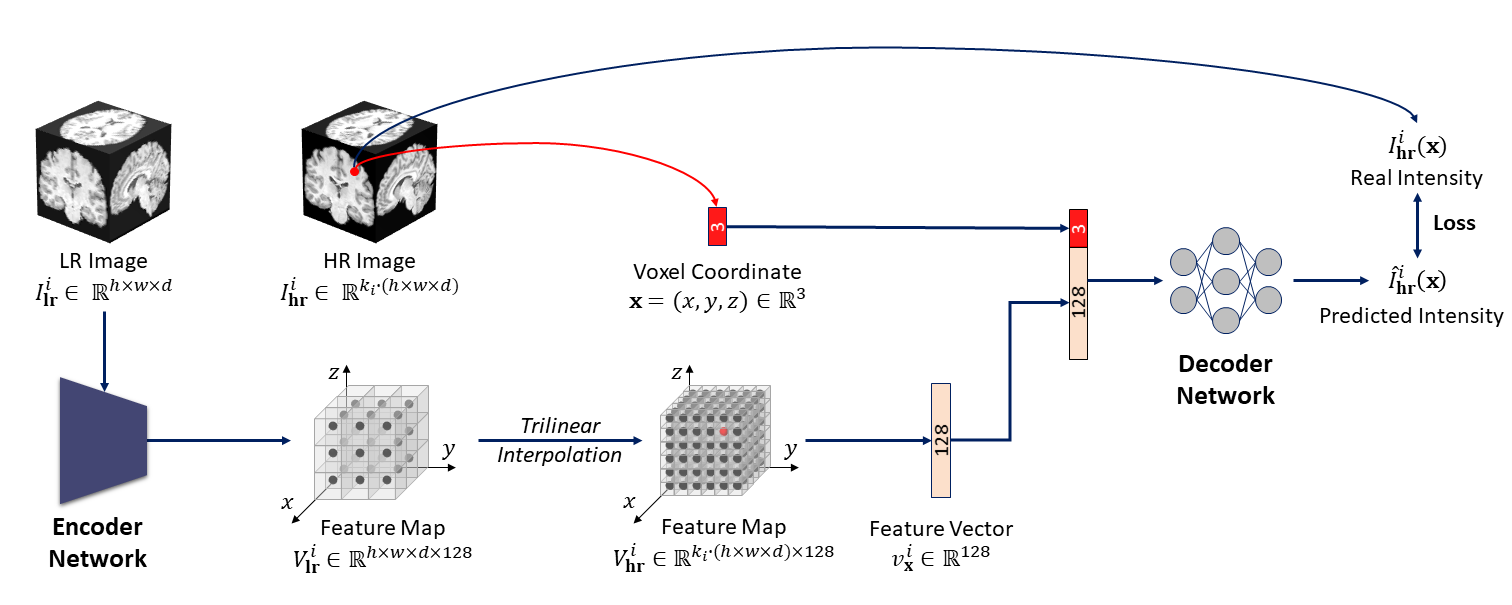 LR Image
$I^i_{\mathbf{lr}} \in \mathbb{R}^{h \times w \times d}$
HR Image
$I^i_{\mathbf{hr}} \in \mathbb{R}^{k_i \cdot (h \times w \times d)}$
3
Voxel Coordinate
$\mathbf{x} = (x, y, z) \in \mathbb{R}^3$
3
128
$I^i_{\mathbf{hr}}(\mathbf{x})$
Real Intensity
Loss
$\hat{I}^i_{\mathbf{hr}}(\mathbf{x})$
Predicted Intensity
Decoder
Network
Encoder
Network
z
y
x
Feature Map
$V^i_{\mathbf{lr}} \in \mathbb{R}^{h \times w \times d \times 128}$
Trilinear
Interpolation
z
y
x
Feature Map
$V^i_{\mathbf{hr}} \in \mathbb{R}^{k_i \cdot (h \times w \times d) \times 128}$
128
Feature Vector
$v^i_{\mathbf{x}} \in \mathbb{R}^{128}$